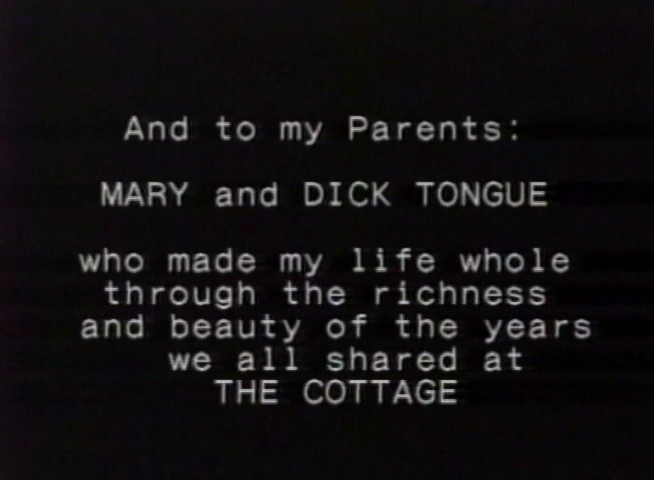 And to my Parents:
MARY and DICK TONGUE
who made my life whole
through the richness
and beauty of the years
we all shared at
THE COTTAGE